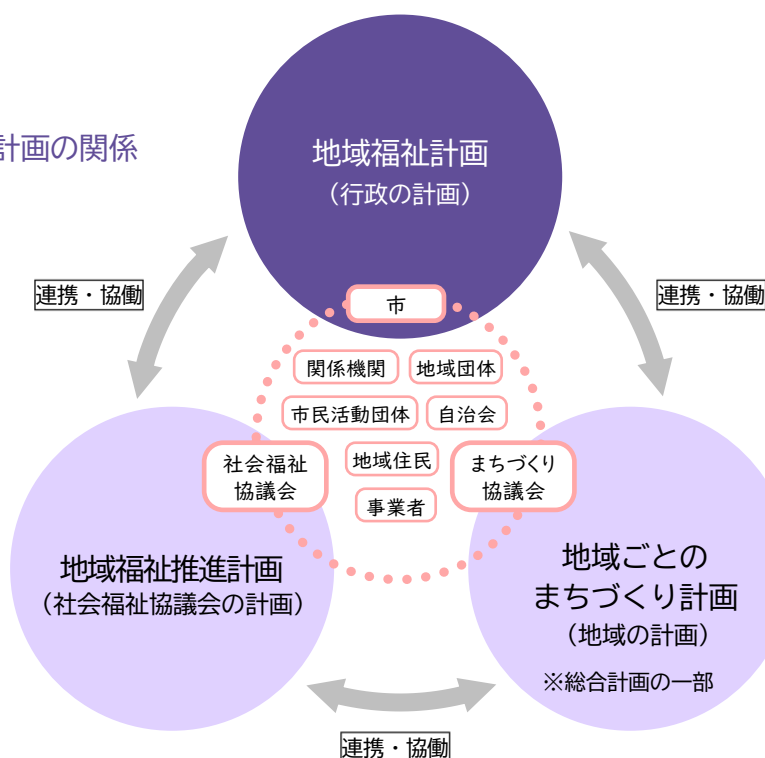 計画の関係
地域福祉計画
（行政の計画）
連携・協働
連携・協働
市
関係機関
地域団体
市民活動団体
自治会
社会福祉
協議会
地域住民
まちづくり
協議会
事業者
地域福祉推進計画
（社会福祉協議会の計画）
地域ごとの
まちづくり計画
（地域の計画）
※総合計画の一部
連携・協働